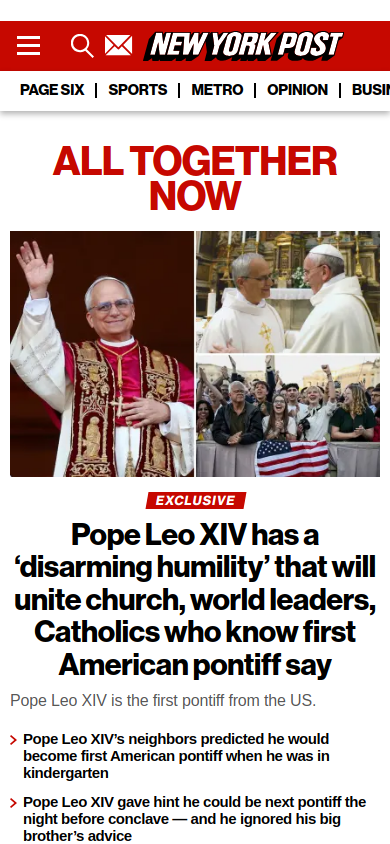 NEW YORK POST
PAGE SIX | SPORTS | METRO | OPINION | BUSIN
ALL TOGETHER
NOW
EXCLUSIVE
Pope Leo XIV has a
‘disarming humility’ that will
unite church, world leaders,
Catholics who know first
American pontiff say
Pope Leo XIV is the first pontiff from the US.
Pope Leo XIV’s neighbors predicted he would
become first American pontiff when he was in
kindergarten
Pope Leo XIV gave hint he could be next pontiff the
night before conclave — and he ignored his big
brother’s advice